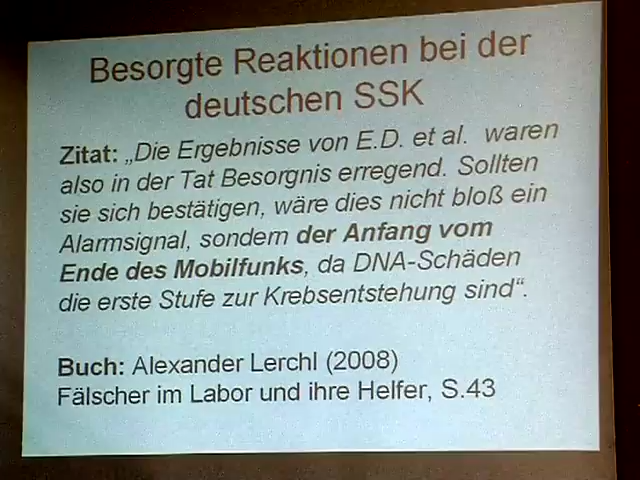 Besorgte Reaktionen bei der
deutschen SSK
Zitat: „Die Ergebnisse von E.D. et al. waren
also in der Tat Besorgnis erregend. Sollten
sie sich bestätigen, wäre dies nicht bloß ein
Alarmsignal, sondern der Anfang vom
Ende des Mobilfunks, da DNA-Schäden
die erste Stufe zur Krebsentstehung sind“.
Buch: Alexander Lerchl (2008)
Fälscher im Labor und ihre Helfer, S.43